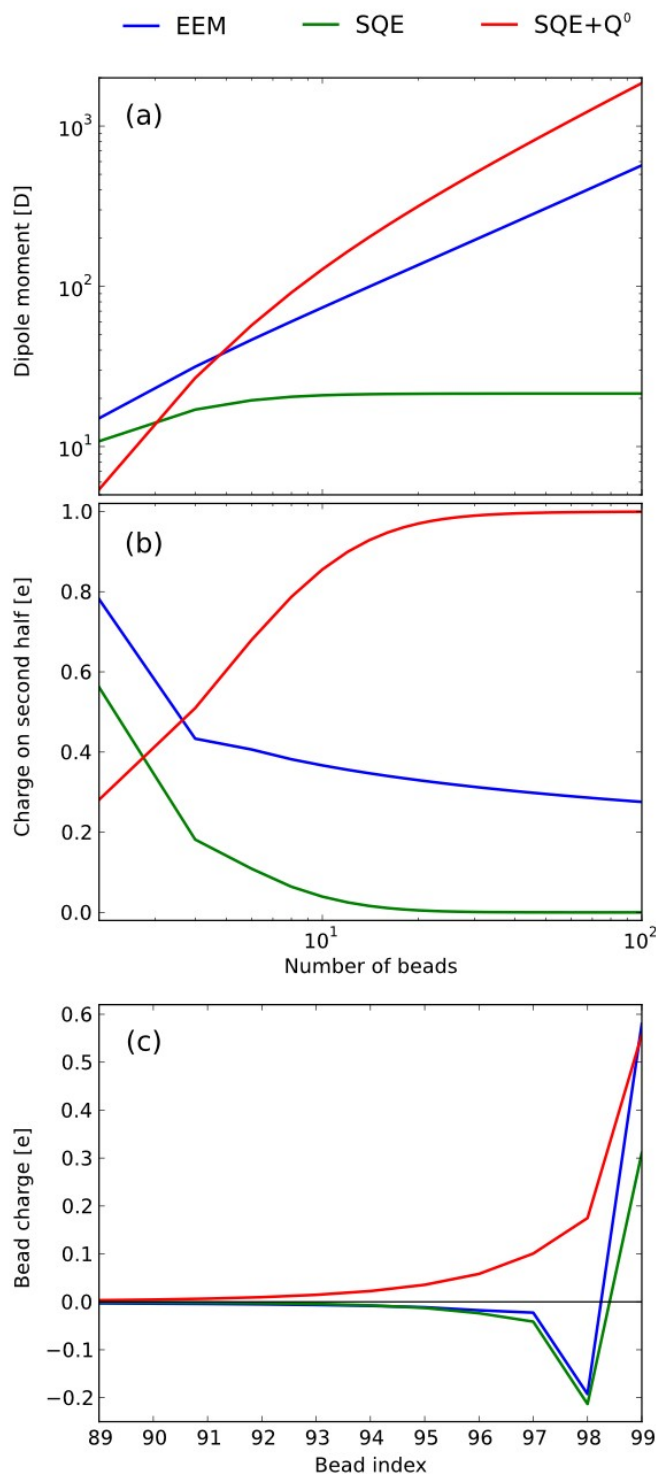 EEM SQE SQE+Q⁰
(a)
Dipole moment [D]
10³
10²
10¹
(b)
Charge on second half [e]
1.0
0.8
0.6
0.4
0.2
0.0
10¹ 10²
Number of beads
(c)
Bead charge [e]
0.6
0.5
0.4
0.3
0.2
0.1
0.0
−0.1
−0.2
89 90 91 92 93 94 95 96 97 98 99
Bead index